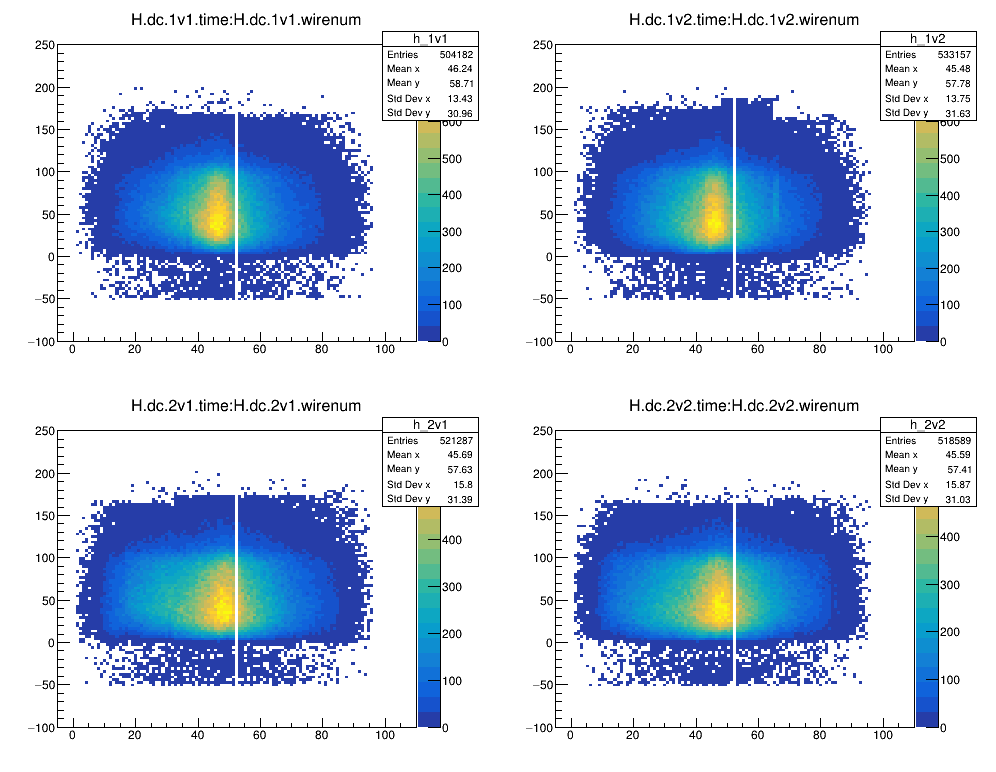 H.dc.1v1.time:H.dc.1v1.wirenum
h_1v1
Entries 504182
Mean x 46.24
Mean y 58.71
Std Dev x 13.43
Std Dev y 30.96
250
200
150
100
50
0
−50
−100
0 20 40 60 80 100
600
500
400
300
200
100
0
H.dc.1v2.time:H.dc.1v2.wirenum
h_1v2
Entries 533157
Mean x 45.48
Mean y 57.78
Std Dev x 13.75
Std Dev y 31.63
250
200
150
100
50
0
−50
−100
0 20 40 60 80 100
600
500
400
300
200
100
0
H.dc.2v1.time:H.dc.2v1.wirenum
h_2v1
Entries 521287
Mean x 45.69
Mean y 57.63
Std Dev x 15.8
Std Dev y 31.39
250
200
150
100
50
0
−50
−100
0 20 40 60 80 100
400
300
200
100
0
H.dc.2v2.time:H.dc.2v2.wirenum
h_2v2
Entries 518589
Mean x 45.59
Mean y 57.41
Std Dev x 15.87
Std Dev y 31.03
250
200
150
100
50
0
−50
−100
0 20 40 60 80 100
400
300
200
100
0